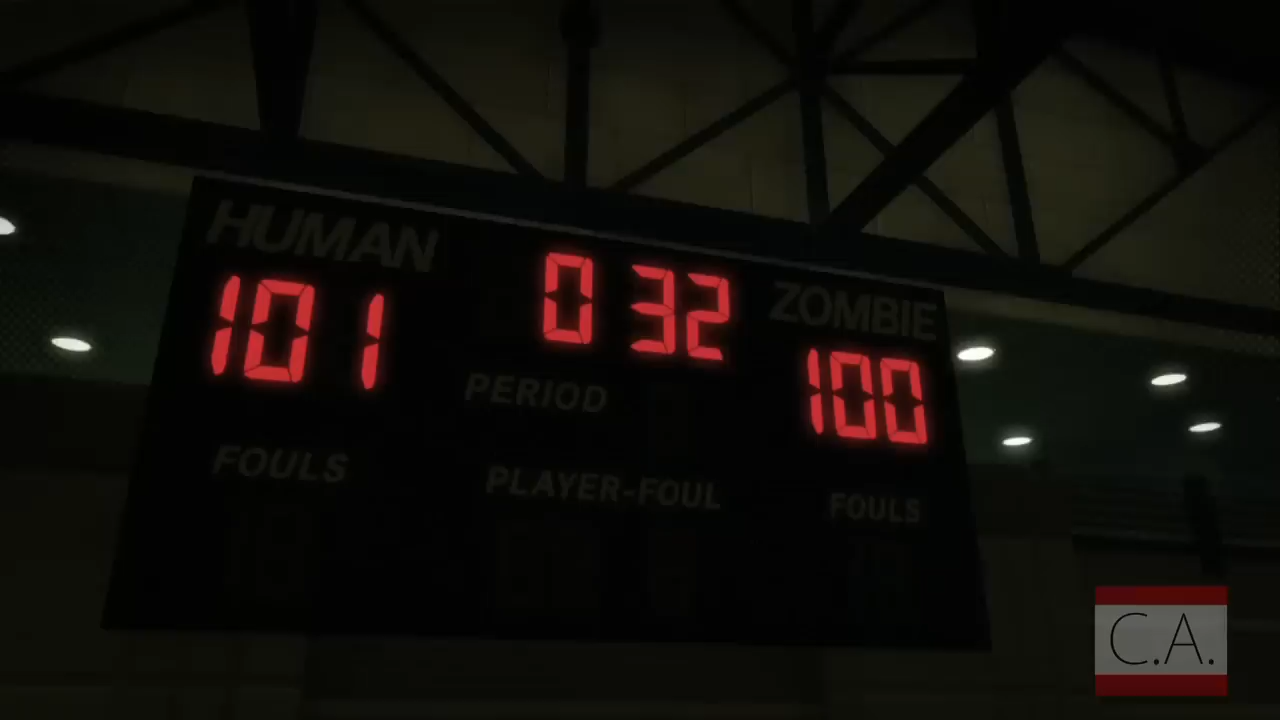 HUMAN
ZOMBIE
101
0 32
100
PERIOD
FOULS
PLAYER-FOUL
FOULS
C.A.